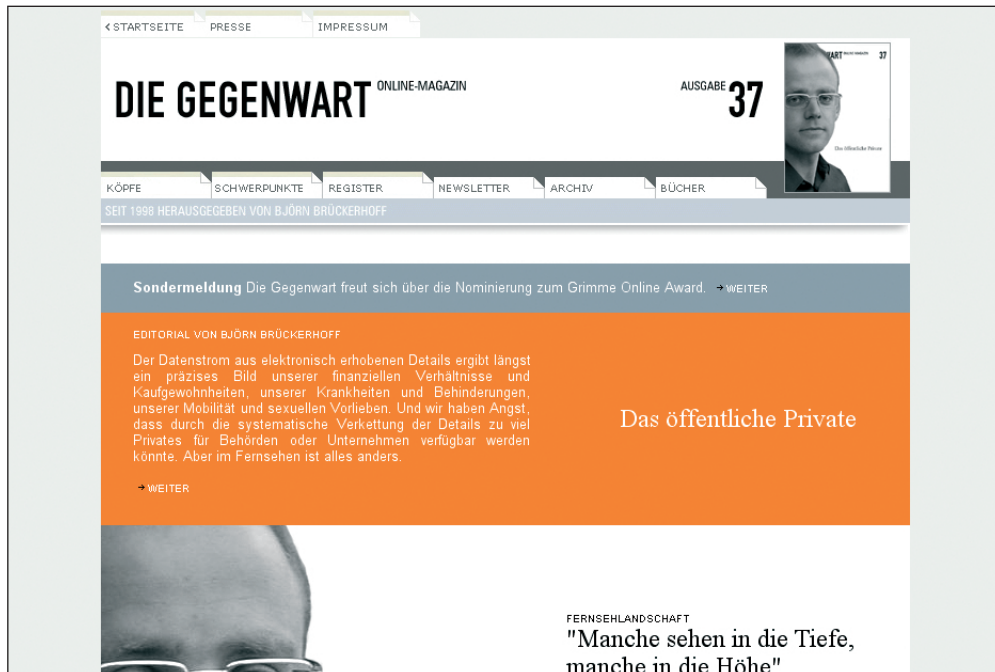 STARTSEITE PRESSE IMPRESSUM
DIE GEGENWART ONLINE-MAGAZIN AUSGABE 37
ART 37
Das öffentliche Private
KÖPFE SCHWERPUNKTE REGISTER NEWSLETTER ARCHIV BÜCHER
SEIT 1998 HERAUSGEGEBEN VON BJÖRN BRÜCKERHOFF
Sondermeldung Die Gegenwart freut sich über die Nominierung zum Grimme Online Award. WEITER
EDITORIAL VON BJÖRN BRÜCKERHOFF
Der Datenstrom aus elektronisch erhobenen Details ergibt längst
ein präzises Bild unserer finanziellen Verhältnisse und
Kaufgewohnheiten, unserer Krankheiten und Behinderungen,
unserer Mobilität und sexuellen Vorlieben. Und wir haben Angst,
dass durch die systematische Verkettung der Details zu viel
Privates für Behörden oder Unternehmen verfügbar werden
könnte. Aber im Fernsehen ist alles anders.
WEITER
Das öffentliche Private
FERNSEHLANDSCHAFT
"Manche sehen in die Tiefe,
manche in die Höhe"